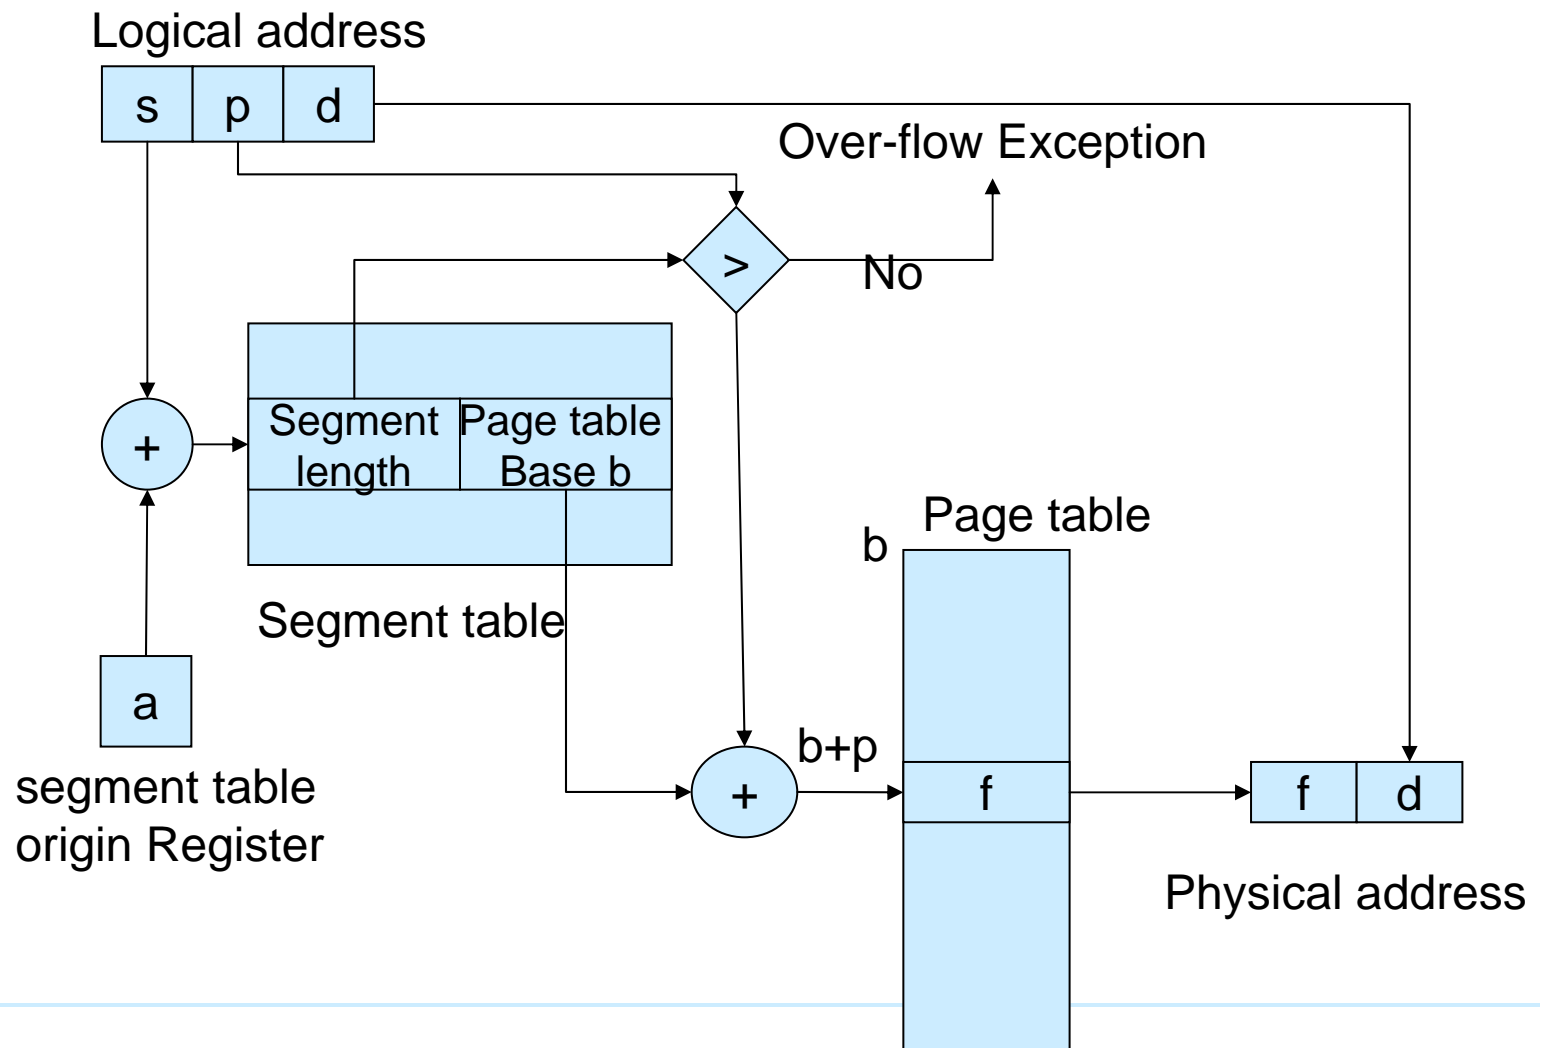 Logical address
s p d
Over-flow Exception
>
No
Segment length
Page table Base b
+
Segment table
a
segment table
origin Register
Page table
b
b+p
+
f
f d
Physical address